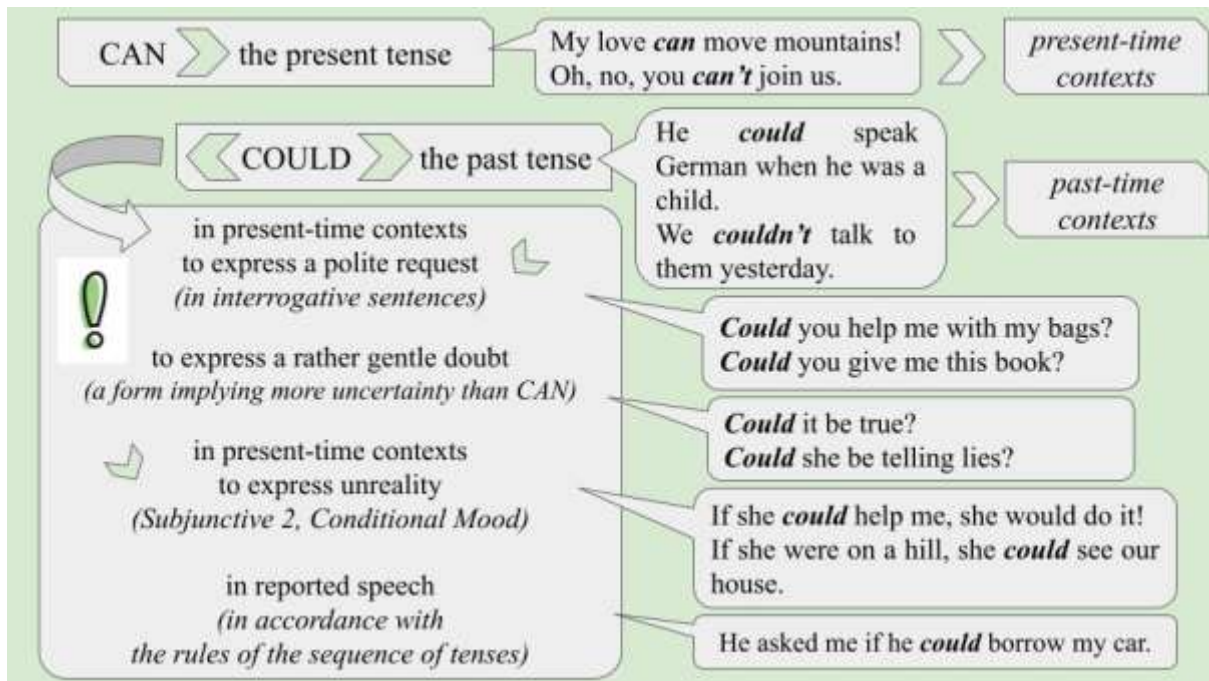 CAN the present tense
My love can move mountains!
Oh, no, you can't join us.
present-time
contexts
COULD the past tense
He could speak
German when he was a
child.
We couldn't talk to
them yesterday.
past-time
contexts
in present-time contexts
to express a polite request
(in interrogative sentences)
Could you help me with my bags?
Could you give me this book?
to express a rather gentle doubt
(a form implying more uncertainty than CAN)
Could it be true?
Could she be telling lies?
in present-time contexts
to express unreality
(Subjunctive 2, Conditional Mood)
If she could help me, she would do it!
If she were on a hill, she could see our
house.
in reported speech
(in accordance with
the rules of the sequence of tenses)
He asked me if he could borrow my car.